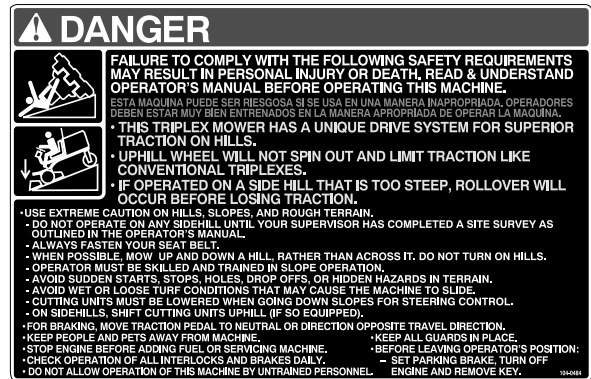 DANGER
FAILURE TO COMPLY WITH THE FOLLOWING SAFETY REQUIREMENTS
MAY RESULT IN PERSONAL INJURY OR DEATH. READ & UNDERSTAND
OPERATOR'S MANUAL BEFORE OPERATING THIS MACHINE.
ESTA MAQUINA PUEDE SER RIESGOSA SI SE USA EN UNA MANERA INAPROPRIADA. OPERADORES
DEBEN ESTAR MUY BIEN ENTRENADOS EN LA MANERA APROPRIADA DE OPERAR LA MAQUÍNA.
• THIS TRIPLEX MOWER HAS A UNIQUE DRIVE SYSTEM FOR SUPERIOR
TRACTION ON HILLS.
• UPHILL WHEEL WILL NOT SPIN OUT AND LIMIT TRACTION LIKE
CONVENTIONAL TRIPLEXES.
• IF OPERATED ON A SIDE HILL THAT IS TOO STEEP, ROLLOVER WILL
OCCUR BEFORE LOSING TRACTION.
•USE EXTREME CAUTION ON HILLS, SLOPES, AND ROUGH TERRAIN.
- DO NOT OPERATE ON ANY SIDEHILL UNTIL YOUR SUPERVISOR HAS COMPLETED A SITE SURVEY AS
OUTLINED IN THE OPERATOR'S MANUAL.
- ALWAYS FASTEN YOUR SEAT BELT.
- WHEN POSSIBLE, MOW UP AND DOWN A HILL, RATHER THAN ACROSS IT. DO NOT TURN ON HILLS.
- OPERATOR MUST BE SKILLED AND TRAINED IN SLOPE OPERATION.
- AVOID SUDDEN STARTS, STOPS, HOLES, DROP OFFS, OR HIDDEN HAZARDS IN TERRAIN.
- AVOID WET OR LOOSE TURF CONDITIONS THAT MAY CAUSE THE MACHINE TO SLIDE.
- CUTTING UNITS MUST BE LOWERED WHEN GOING DOWN SLOPES FOR STEERING CONTROL.
- ON SIDEHILLS, SHIFT CUTTING UNITS UPHILL (IF SO EQUIPPED).
•FOR BRAKING, MOVE TRACTION PEDAL TO NEUTRAL OR DIRECTION OPPOSITE TRAVEL DIRECTION.
•KEEP PEOPLE AND PETS AWAY FROM MACHINE.
•STOP ENGINE BEFORE ADDING FUEL OR SERVICING MACHINE.
•CHECK OPERATION OF ALL INTERLOCKS AND BRAKES DAILY.
•DO NOT ALLOW OPERATION OF THIS MACHINE BY UNTRAINED PERSONNEL.
•KEEP ALL GUARDS IN PLACE.
•BEFORE LEAVING OPERATOR'S POSITION:
– SET PARKING BRAKE, TURN OFF
ENGINE AND REMOVE KEY.
104-0484